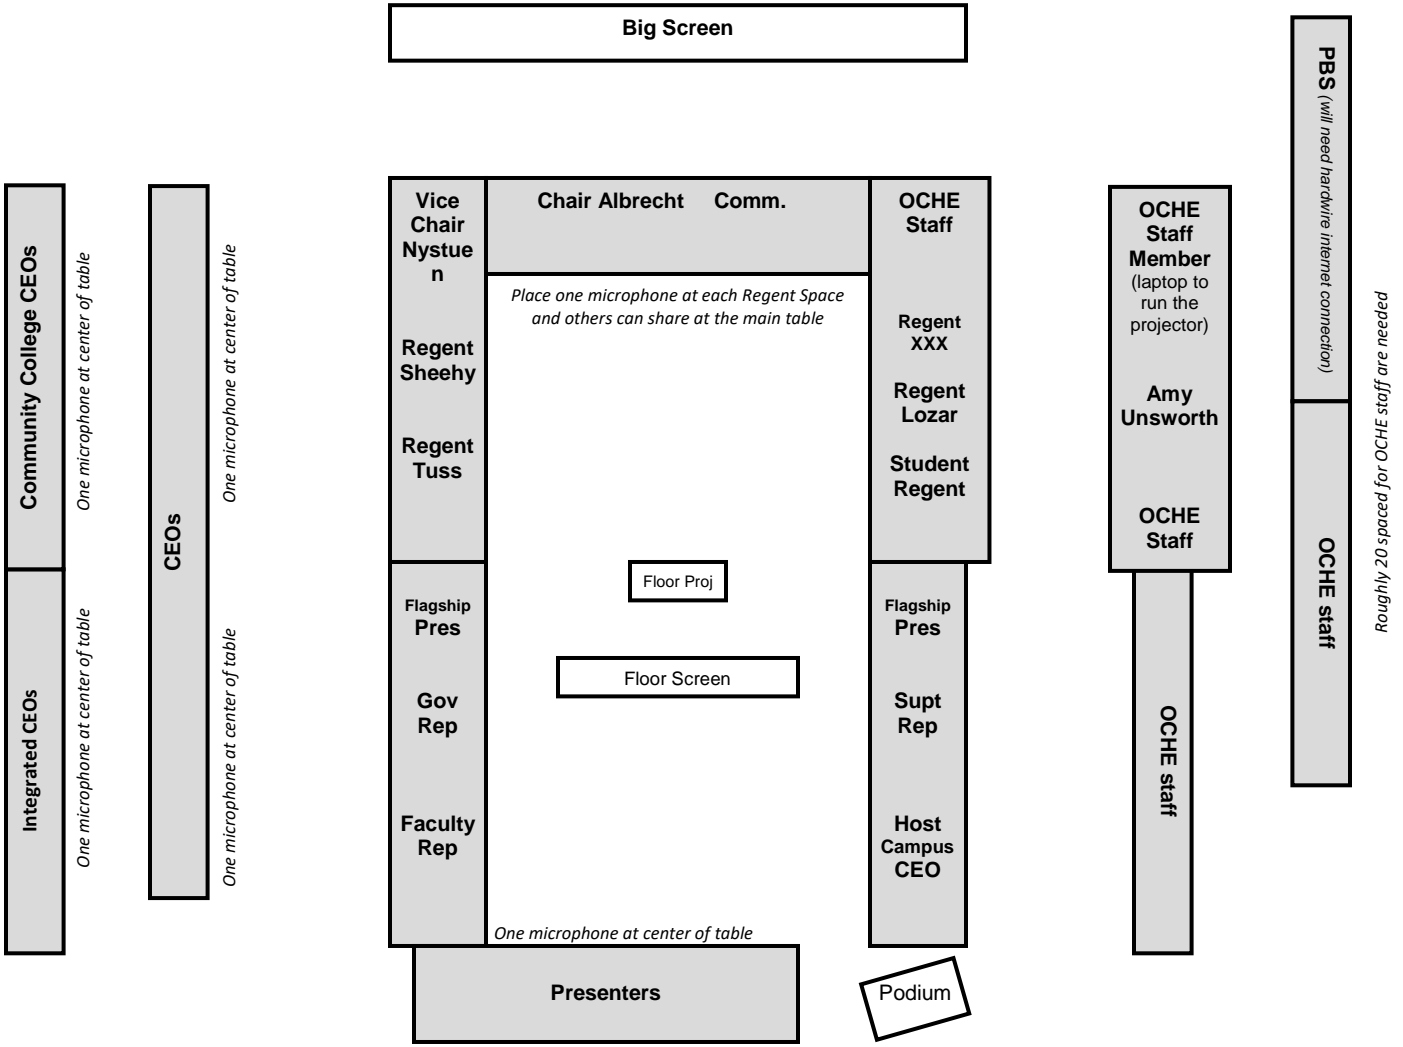 Big Screen
Community College CEOs
Integrated CEOs
One microphone at center of table
One microphone at center of table
CEOs
One microphone at center of table
One microphone at center of table
Vice
Chair
Nystue
n
Regent
Sheehy
Regent
Tuss
Flagship
Pres
Gov
Rep
Faculty
Rep
Chair Albrecht Comm.
Place one microphone at each Regent Space
and others can share at the main table
Floor Proj
Floor Screen
One microphone at center of table
Presenters
OCHE
Staff
Regent
XXX
Regent
Lozar
Student
Regent
Flagship
Pres
Supt
Rep
Host
Campus
CEO
Podium
OCHE
Staff
Member
(laptop to
run the
projector)
Amy
Unsworth
OCHE
Staff
OCHE staff
PBS (will need hardwire internet connection)
OCHE staff
Roughly 20 spaced for OCHE staff are needed